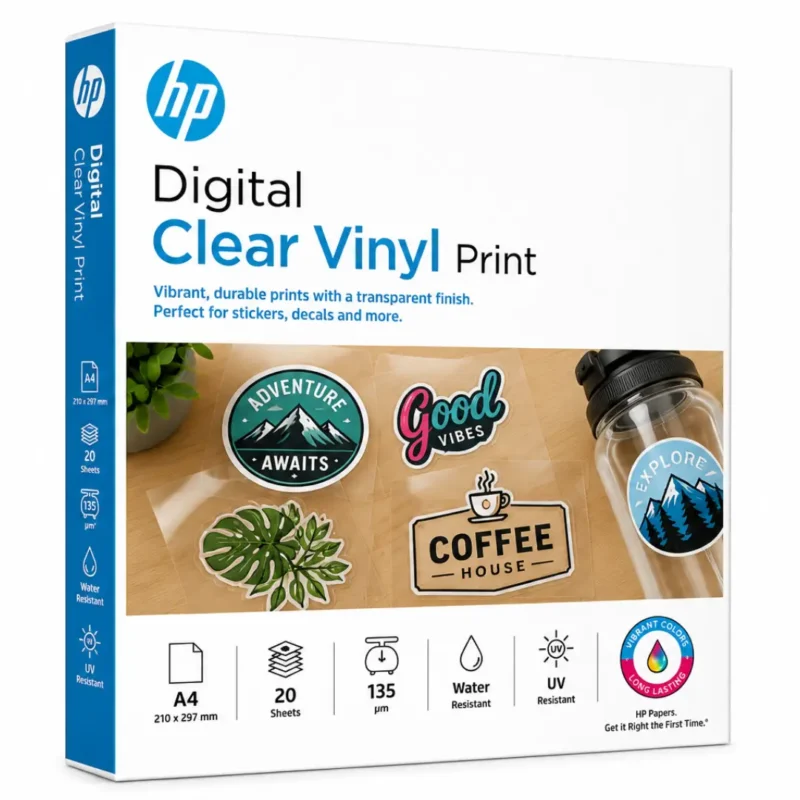 hp
Digital
Clear Vinyl Print
A4
210 x 297 mm
20
Sheets
135
µm²
Water
Resistant
UV
UV
Resistant
hp
Digital
Clear Vinyl Print
Vibrant, durable prints with a transparent finish.
Perfect for stickers, decals and more.
ADVENTURE
AWAITS
Good
VIBES
COFFEE
HOUSE
EXPLORE
A4
210 x 297 mm
20
Sheets
135
µm
Water
Resistant
UV
UV
Resistant
VIBRANT COLORS
LONG LASTING
HP Papers.
Get it Right the First Time.®